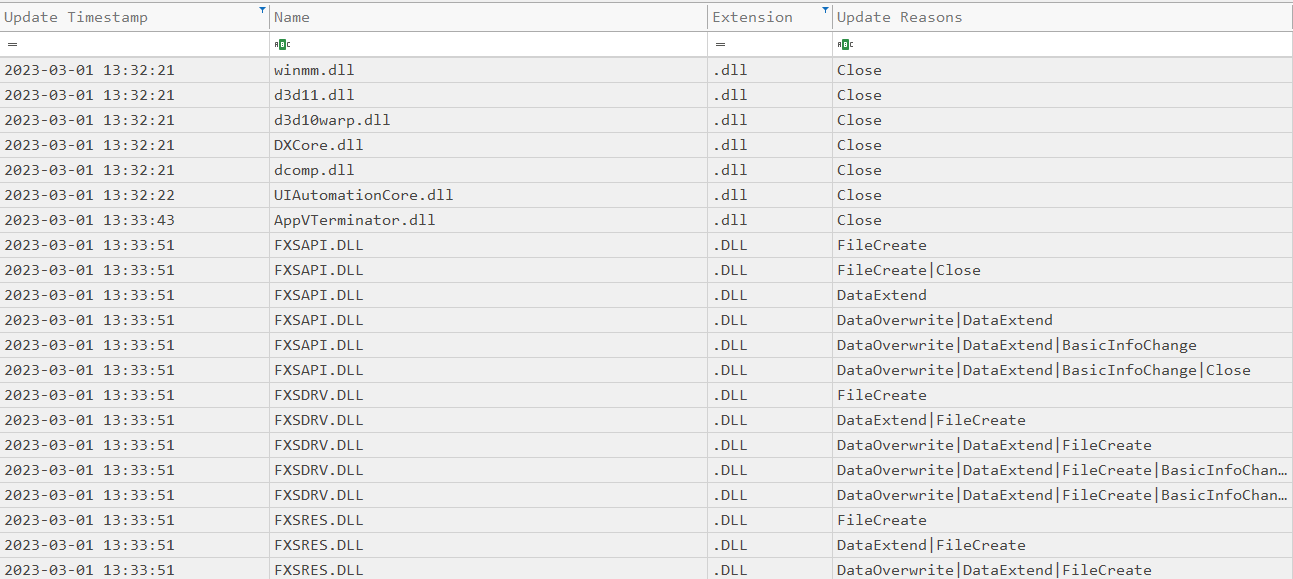 Update Timestamp Name Extension Update Reasons
= ABC = ABC
2023-03-01 13:32:21 winmm.dll .dll Close
2023-03-01 13:32:21 d3d11.dll .dll Close
2023-03-01 13:32:21 d3d10warp.dll .dll Close
2023-03-01 13:32:21 DXCore.dll .dll Close
2023-03-01 13:32:21 dcomp.dll .dll Close
2023-03-01 13:32:22 UIAutomationCore.dll .dll Close
2023-03-01 13:33:43 AppVTerminator.dll .dll Close
2023-03-01 13:33:51 FXSAPI.DLL .DLL FileCreate
2023-03-01 13:33:51 FXSAPI.DLL .DLL FileCreate|Close
2023-03-01 13:33:51 FXSAPI.DLL .DLL DataExtend
2023-03-01 13:33:51 FXSAPI.DLL .DLL DataOverwrite|DataExtend
2023-03-01 13:33:51 FXSAPI.DLL .DLL DataOverwrite|DataExtend|BasicInfoChange
2023-03-01 13:33:51 FXSAPI.DLL .DLL DataOverwrite|DataExtend|BasicInfoChange|Close
2023-03-01 13:33:51 FXSDRV.DLL .DLL FileCreate
2023-03-01 13:33:51 FXSDRV.DLL .DLL DataExtend|FileCreate
2023-03-01 13:33:51 FXSDRV.DLL .DLL DataOverwrite|DataExtend|FileCreate
2023-03-01 13:33:51 FXSDRV.DLL .DLL DataOverwrite|DataExtend|FileCreate|BasicInfoChan…
2023-03-01 13:33:51 FXSDRV.DLL .DLL DataOverwrite|DataExtend|FileCreate|BasicInfoChan…
2023-03-01 13:33:51 FXSRES.DLL .DLL FileCreate
2023-03-01 13:33:51 FXSRES.DLL .DLL DataExtend|FileCreate
2023-03-01 13:33:51 FXSRES.DLL .DLL DataOverwrite|DataExtend|FileCreate